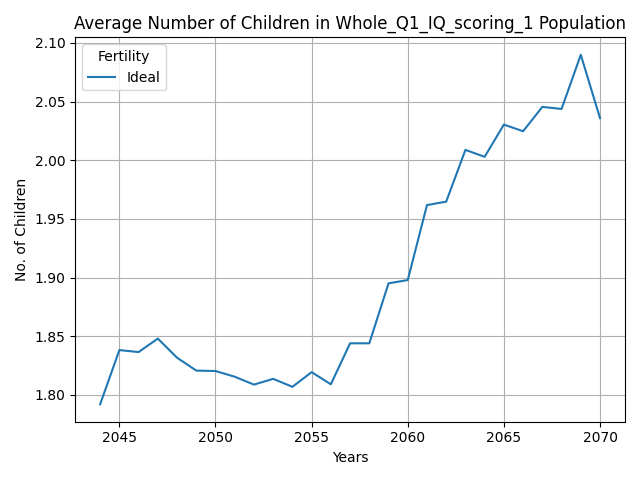 Average Number of Children in Whole_Q1_IQ_scoring_1 Population
Fertility
Ideal
No. of Children
2.10
2.05
2.00
1.95
1.90
1.85
1.80
2045 2050 2055 2060 2065 2070
Years